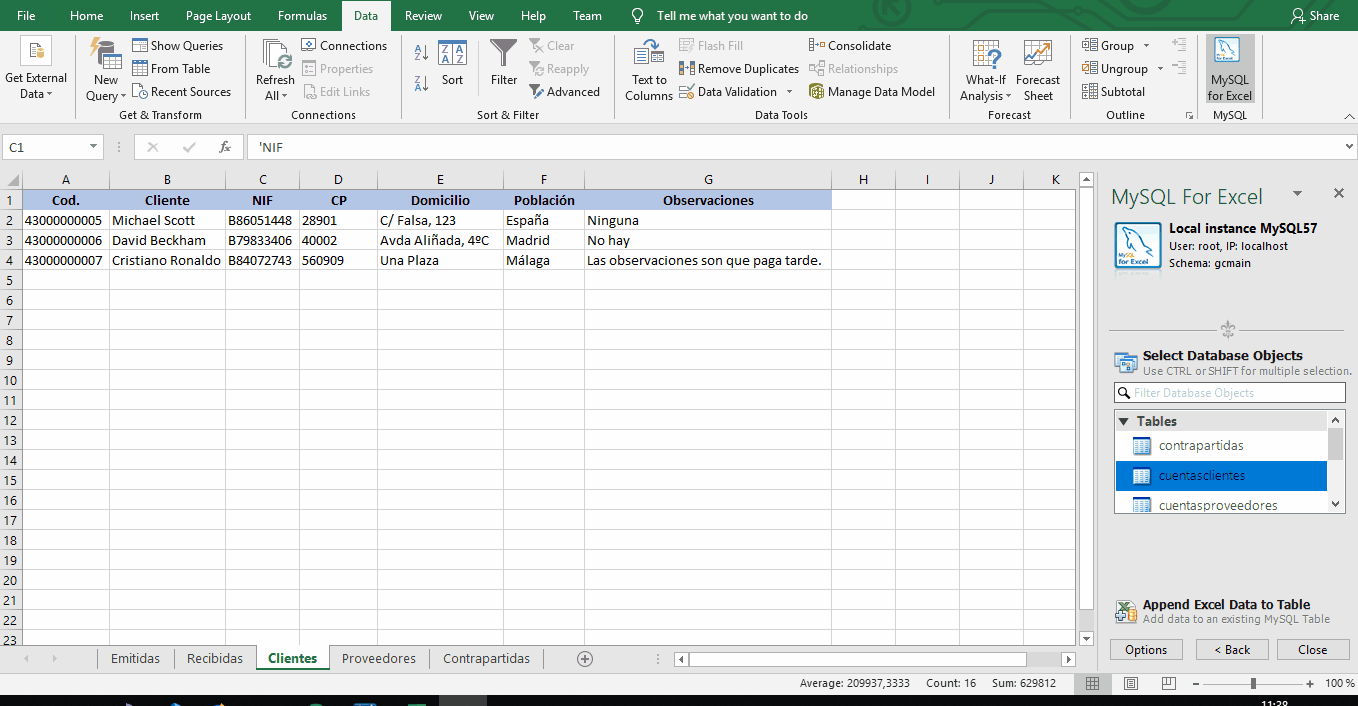 File Home Insert Page Layout Formulas Data Review View Help Team Tell me what you want to do Share
Get External Data
New Query
Show Queries
From Table
Recent Sources
Get & Transform
Refresh All
Connections
Properties
Edit Links
Connections
Sort
Filter
Clear
Reapply
Advanced
Sort & Filter
Text to Columns
Flash Fill
Remove Duplicates
Data Validation
Consolidate
Relationships
Manage Data Model
Data Tools
What-If Analysis
Forecast Sheet
Forecast
Group
Ungroup
Subtotal
Outline
MySQL for Excel
MySQL
C1 fx 'NIF
A B C D E F G H I J K
1 Cod. Cliente NIF CP Domicilio Población Observaciones
2 43000000005 Michael Scott B86051448 28901 C/ Falsa, 123 España Ninguna
3 43000000006 David Beckham B79833406 40002 Avda Aliñada, 4ºC Madrid No hay
4 43000000007 Cristiano Ronaldo B84072743 560909 Una Plaza Málaga Las observaciones son que paga tarde.
5
6
7
8
9
10
11
12
13
14
15
16
17
18
19
20
21
22
23
Emitidas Recibidas Clientes Proveedores Contrapartidas
MySQL For Excel
MySQL for Excel
Local instance MySQL57
User: root, IP: localhost
Schema: gcmain
Select Database Objects
Use CTRL or SHIFT for multiple selection.
Filter Database Objects
Tables
contrapartidas
cuentasclientes
cuentasproveedores
Append Excel Data to Table
Add data to an existing MySQL Table
Options < Back Close
Average: 209937,3333 Count: 16 Sum: 629812 100 %